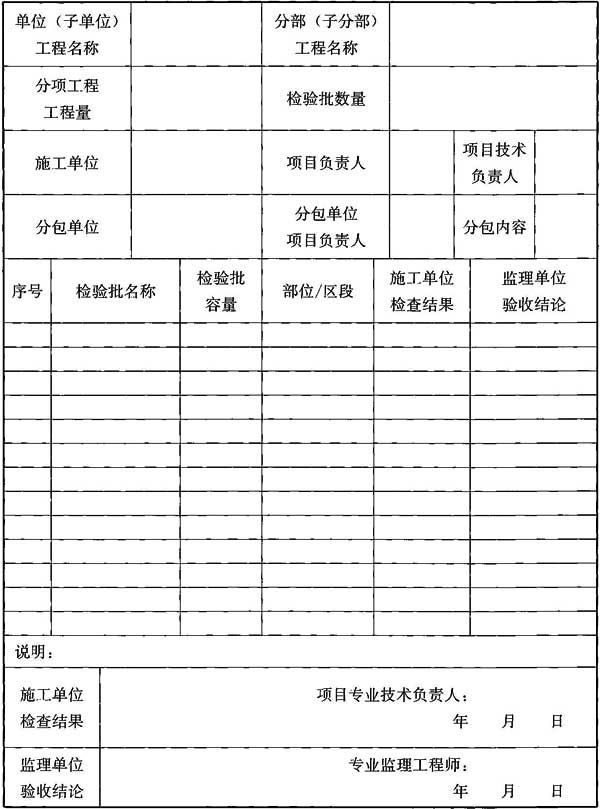 单位（子单位）
工程名称
分部（子分部）
工程名称
分项工程
工程量
检验批数量
施工单位
项目负责人
项目技术
负责人
分包单位
分包单位
项目负责人
分包内容
序号
检验批名称
检验批
容量
部位/区段
施工单位
检查结果
监理单位
验收结论
说明：
施工单位
检查结果
项目专业技术负责人：
年 月 日
监理单位
验收结论
专业监理工程师：
年 月 日